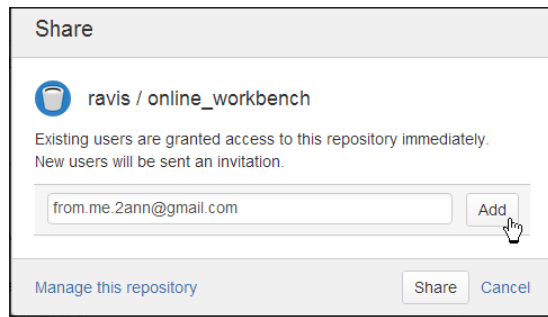 Share
ravis / online_workbench
Existing users are granted access to this repository immediately.
New users will be sent an invitation.
from.me.2ann@gmail.com Add
Manage this repository Share Cancel